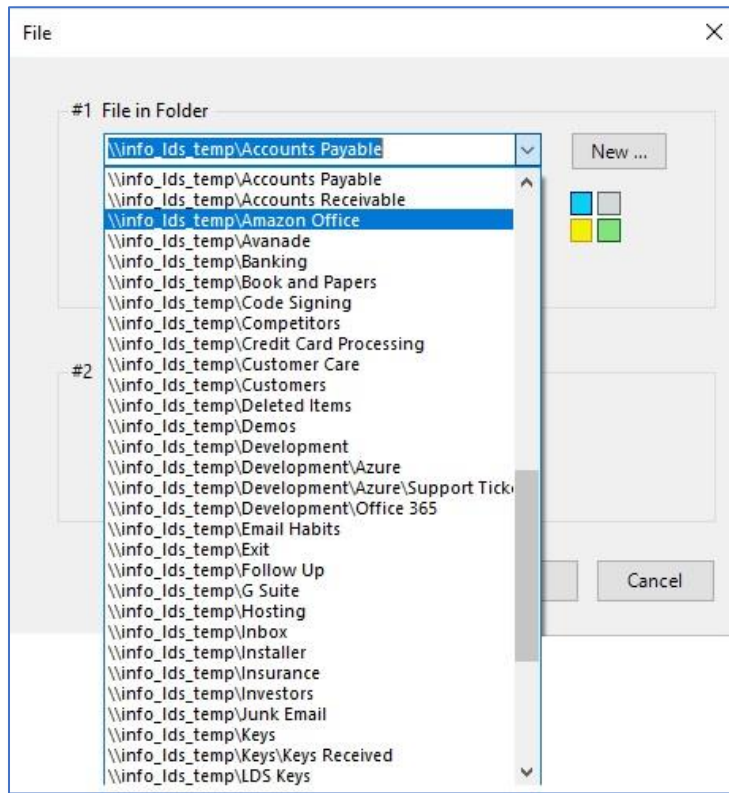 File
#1 File in Folder
\\info_lds_temp\Accounts Payable
New ...
\\info_lds_temp\Accounts Payable
\\info_lds_temp\Accounts Receivable
\\info_lds_temp\Amazon Office
\\info_lds_temp\Avanade
\\info_lds_temp\Banking
\\info_lds_temp\Book and Papers
\\info_lds_temp\Code Signing
\\info_lds_temp\Competitors
\\info_lds_temp\Credit Card Processing
\\info_lds_temp\Customer Care
#2
\\info_lds_temp\Customers
\\info_lds_temp\Deleted Items
\\info_lds_temp\Demos
\\info_lds_temp\Development
\\info_lds_temp\Development\Azure
\\info_lds_temp\Development\Azure\Support Tick
\\info_lds_temp\Development\Office 365
\\info_lds_temp\Email Habits
\\info_lds_temp\Exit
\\info_lds_temp\Follow Up
\\info_lds_temp\G Suite
Cancel
\\info_lds_temp\Hosting
\\info_lds_temp\Inbox
\\info_lds_temp\Installer
\\info_lds_temp\Insurance
\\info_lds_temp\Investors
\\info_lds_temp\Junk Email
\\info_lds_temp\Keys
\\info_lds_temp\Keys\Keys Received
\\info_lds_temp\LDS Keys